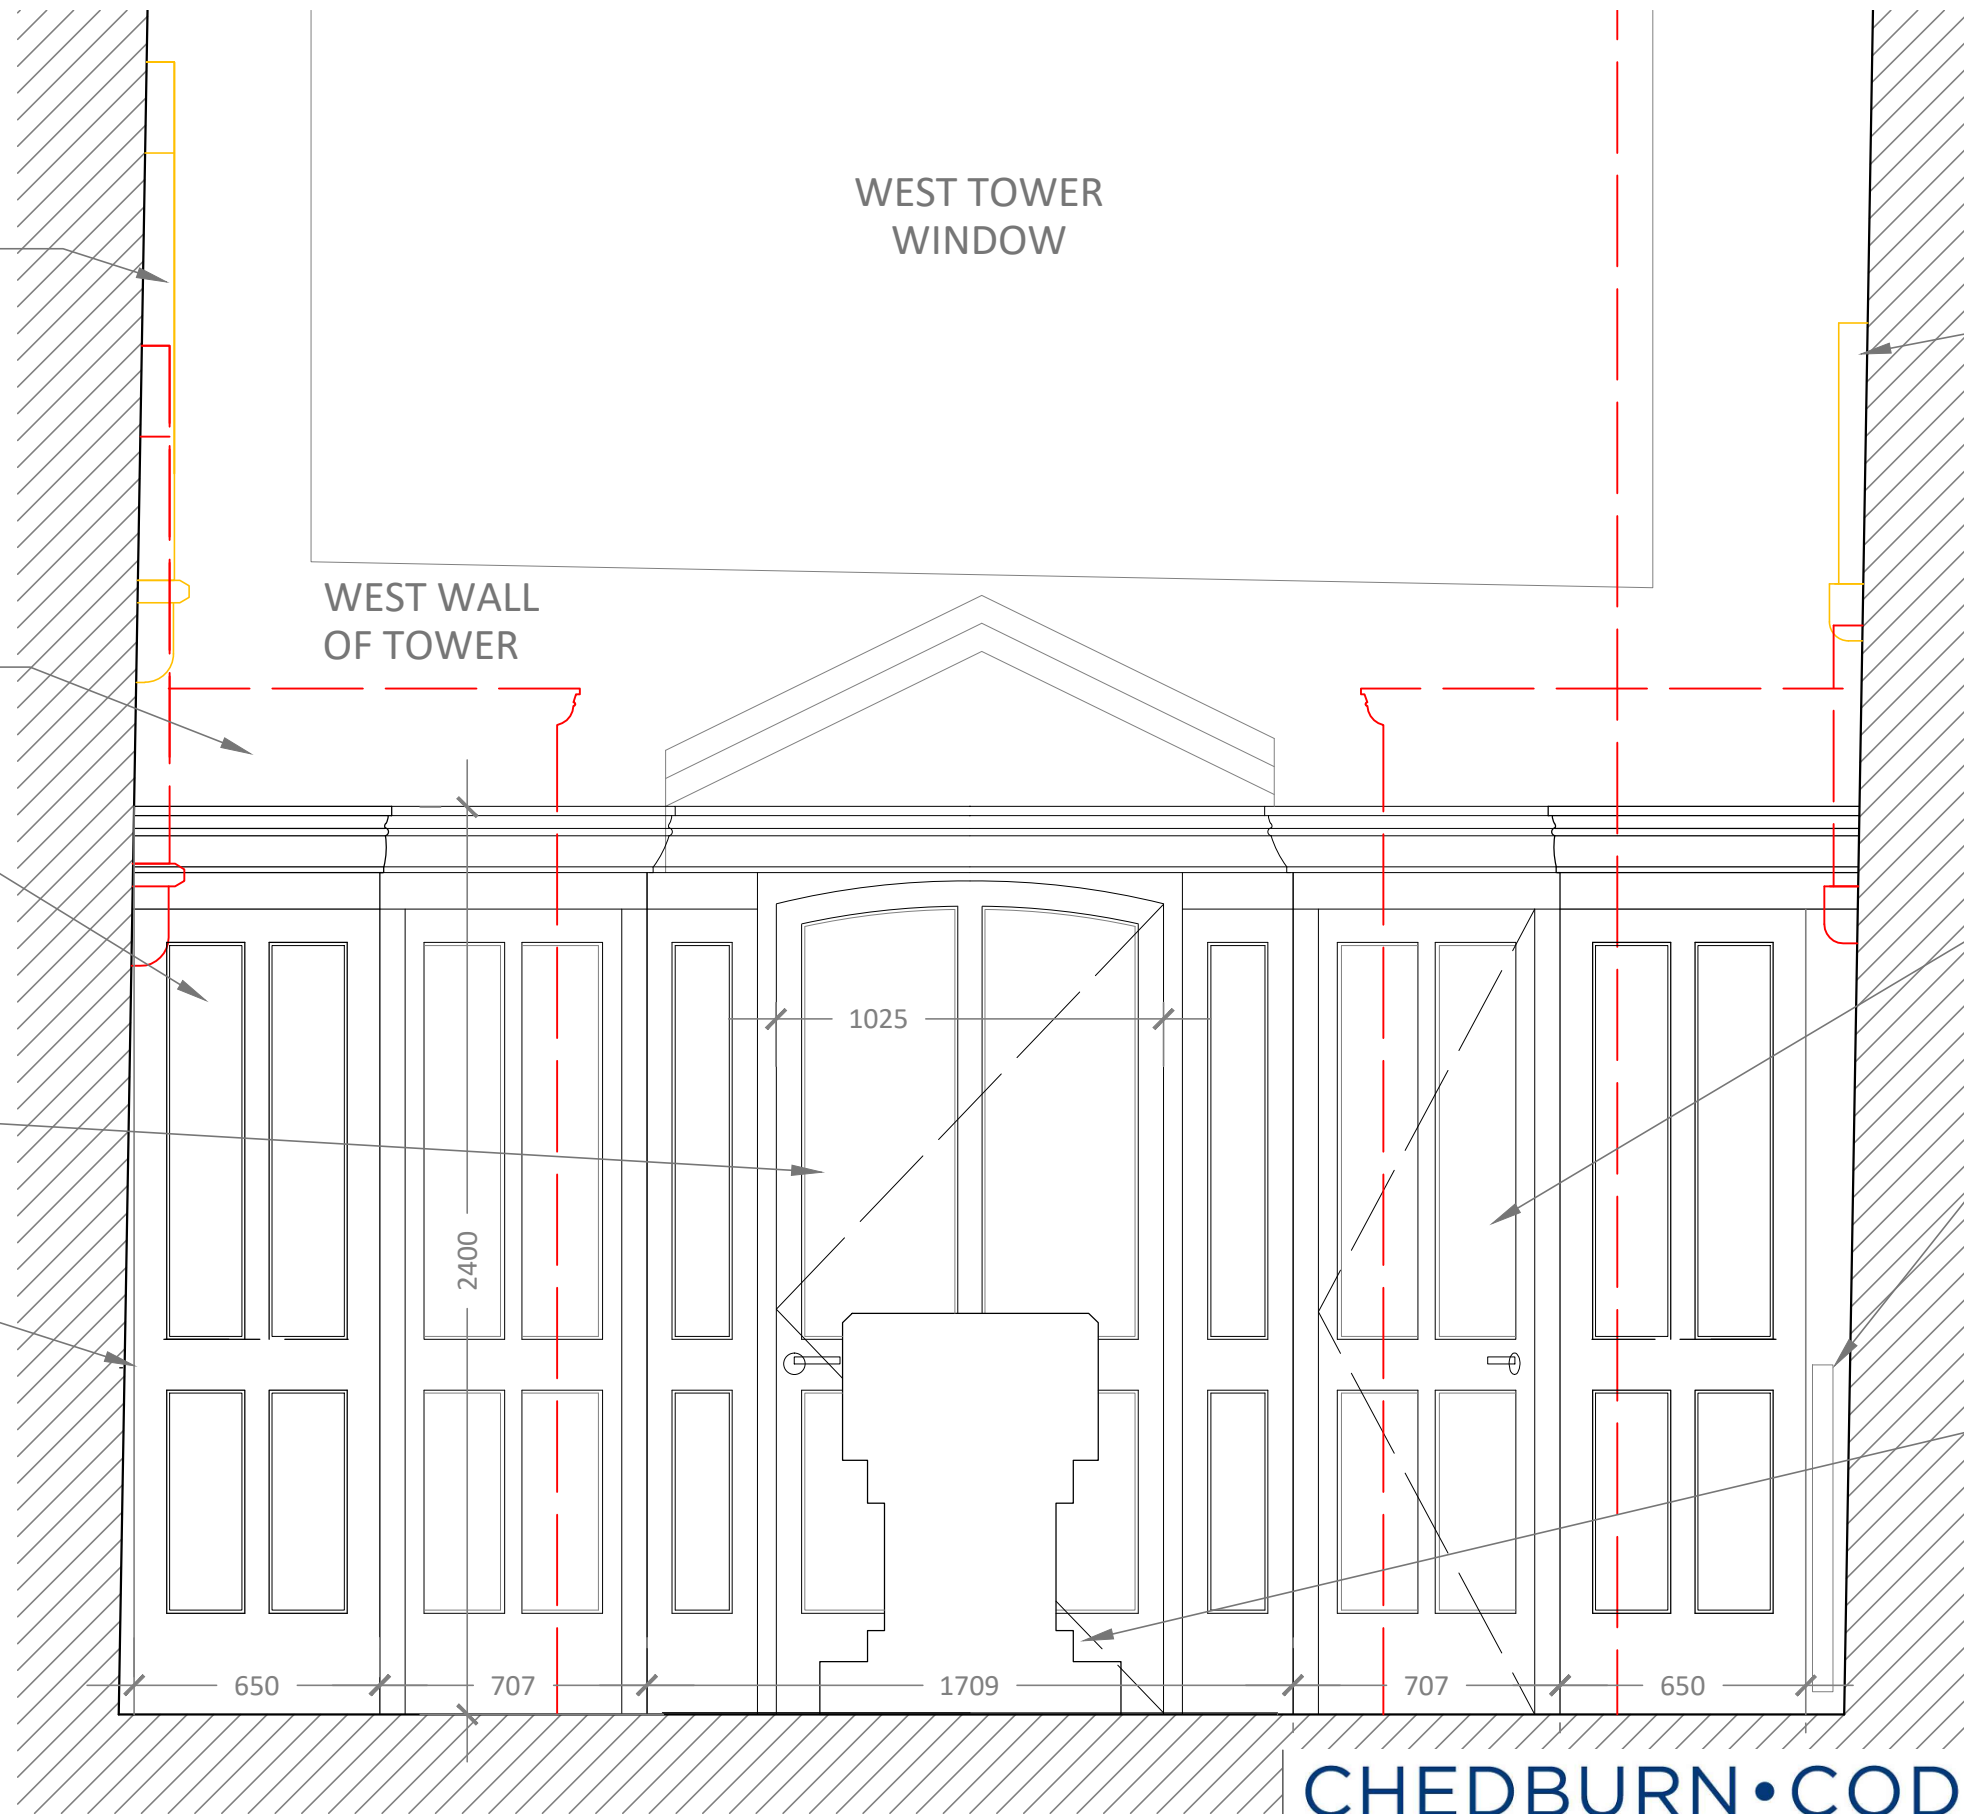 WEST TOWER
WINDOW
WEST WALL
OF TOWER
1025
2400
650
707
1709
707
650
CHEDBURN•COD